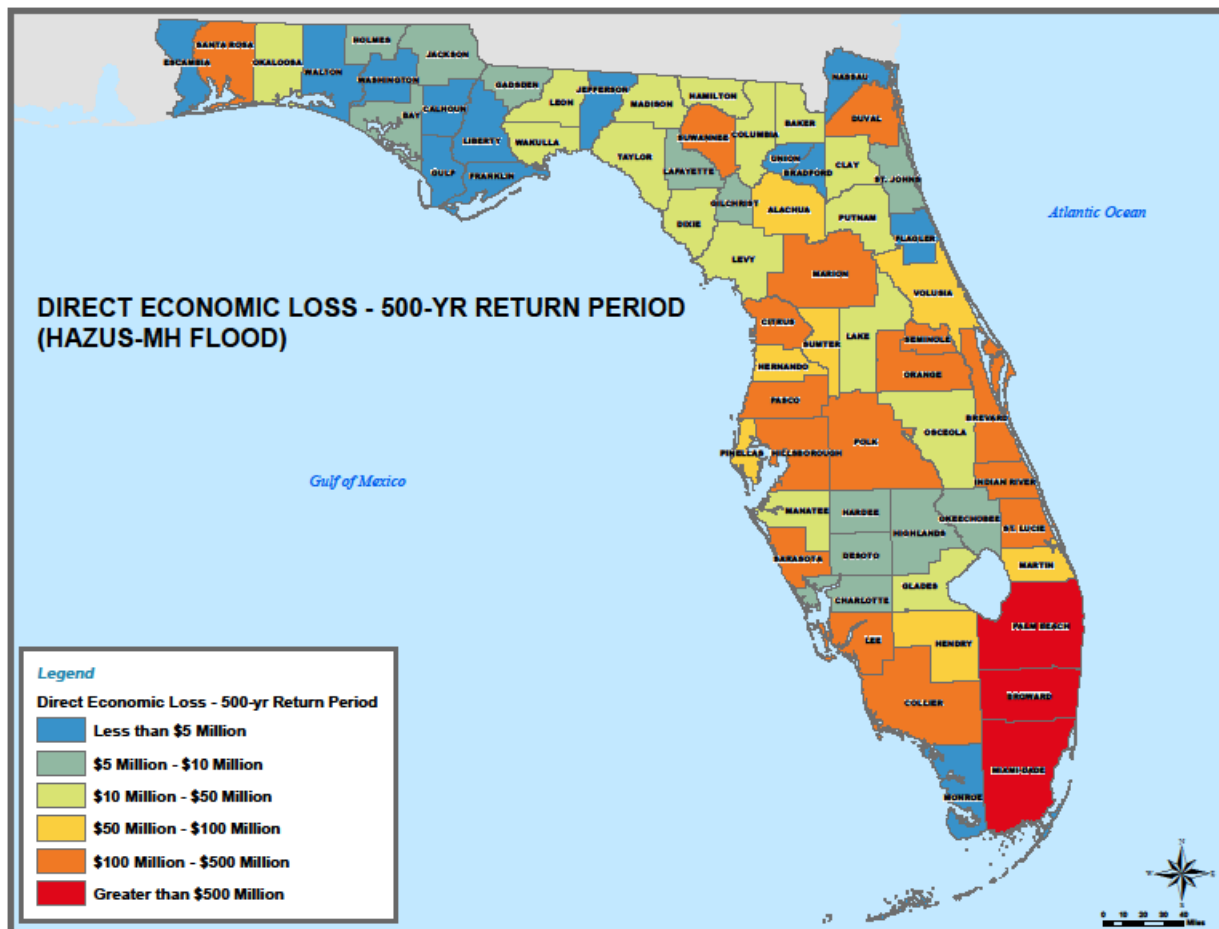 HOLMES
SANTA ROSA
JACKSON
ESCAMBIA
OKALOOSA
WALTON
WASHINGTON
NASSAU
GADSDEN
JEFFERSON
HAMILTON
LEON
MADISON
BAY
CALHOUN
DUVAL
BAKER
COLUMBIA
SUWANNEE
LIBERTY
WAKULLA
TAYLOR
UNION
CLAY
LAFAYETTE
BRADFORD
GULF
FRANKLIN
ST. JOHNS
GILCHRIST
ALACHUA
PUTNAM
Atlantic Ocean
DIXIE
FLAGLER
LEVY
MARION
VOLUSIA
DIRECT ECONOMIC LOSS - 500-YR RETURN PERIOD
(HAZUS-MH FLOOD)
CITRUS
LAKE
SEMINOLE
SUMTER
HERNANDO
ORANGE
PASCO
BREVARD
OSCEOLA
POLK
PINELLAS
HILLSBOROUGH
Gulf of Mexico
INDIAN RIVER
MANATEE
HARDEE
OKEECHOBEE
ST. LUCIE
HIGHLANDS
SARASOTA
DESOTO
MARTIN
GLADES
CHARLOTTE
PALM BEACH
LEE
HENDRY
BROWARD
COLLIER
MIAMI-DADE
MONROE
Legend
Direct Economic Loss - 500-yr Return Period
Less than $5 Million
$5 Million - $10 Million
$10 Million - $50 Million
$50 Million - $100 Million
$100 Million - $500 Million
Greater than $500 Million
N
W
E
S
0 10 20 30 40
Miles